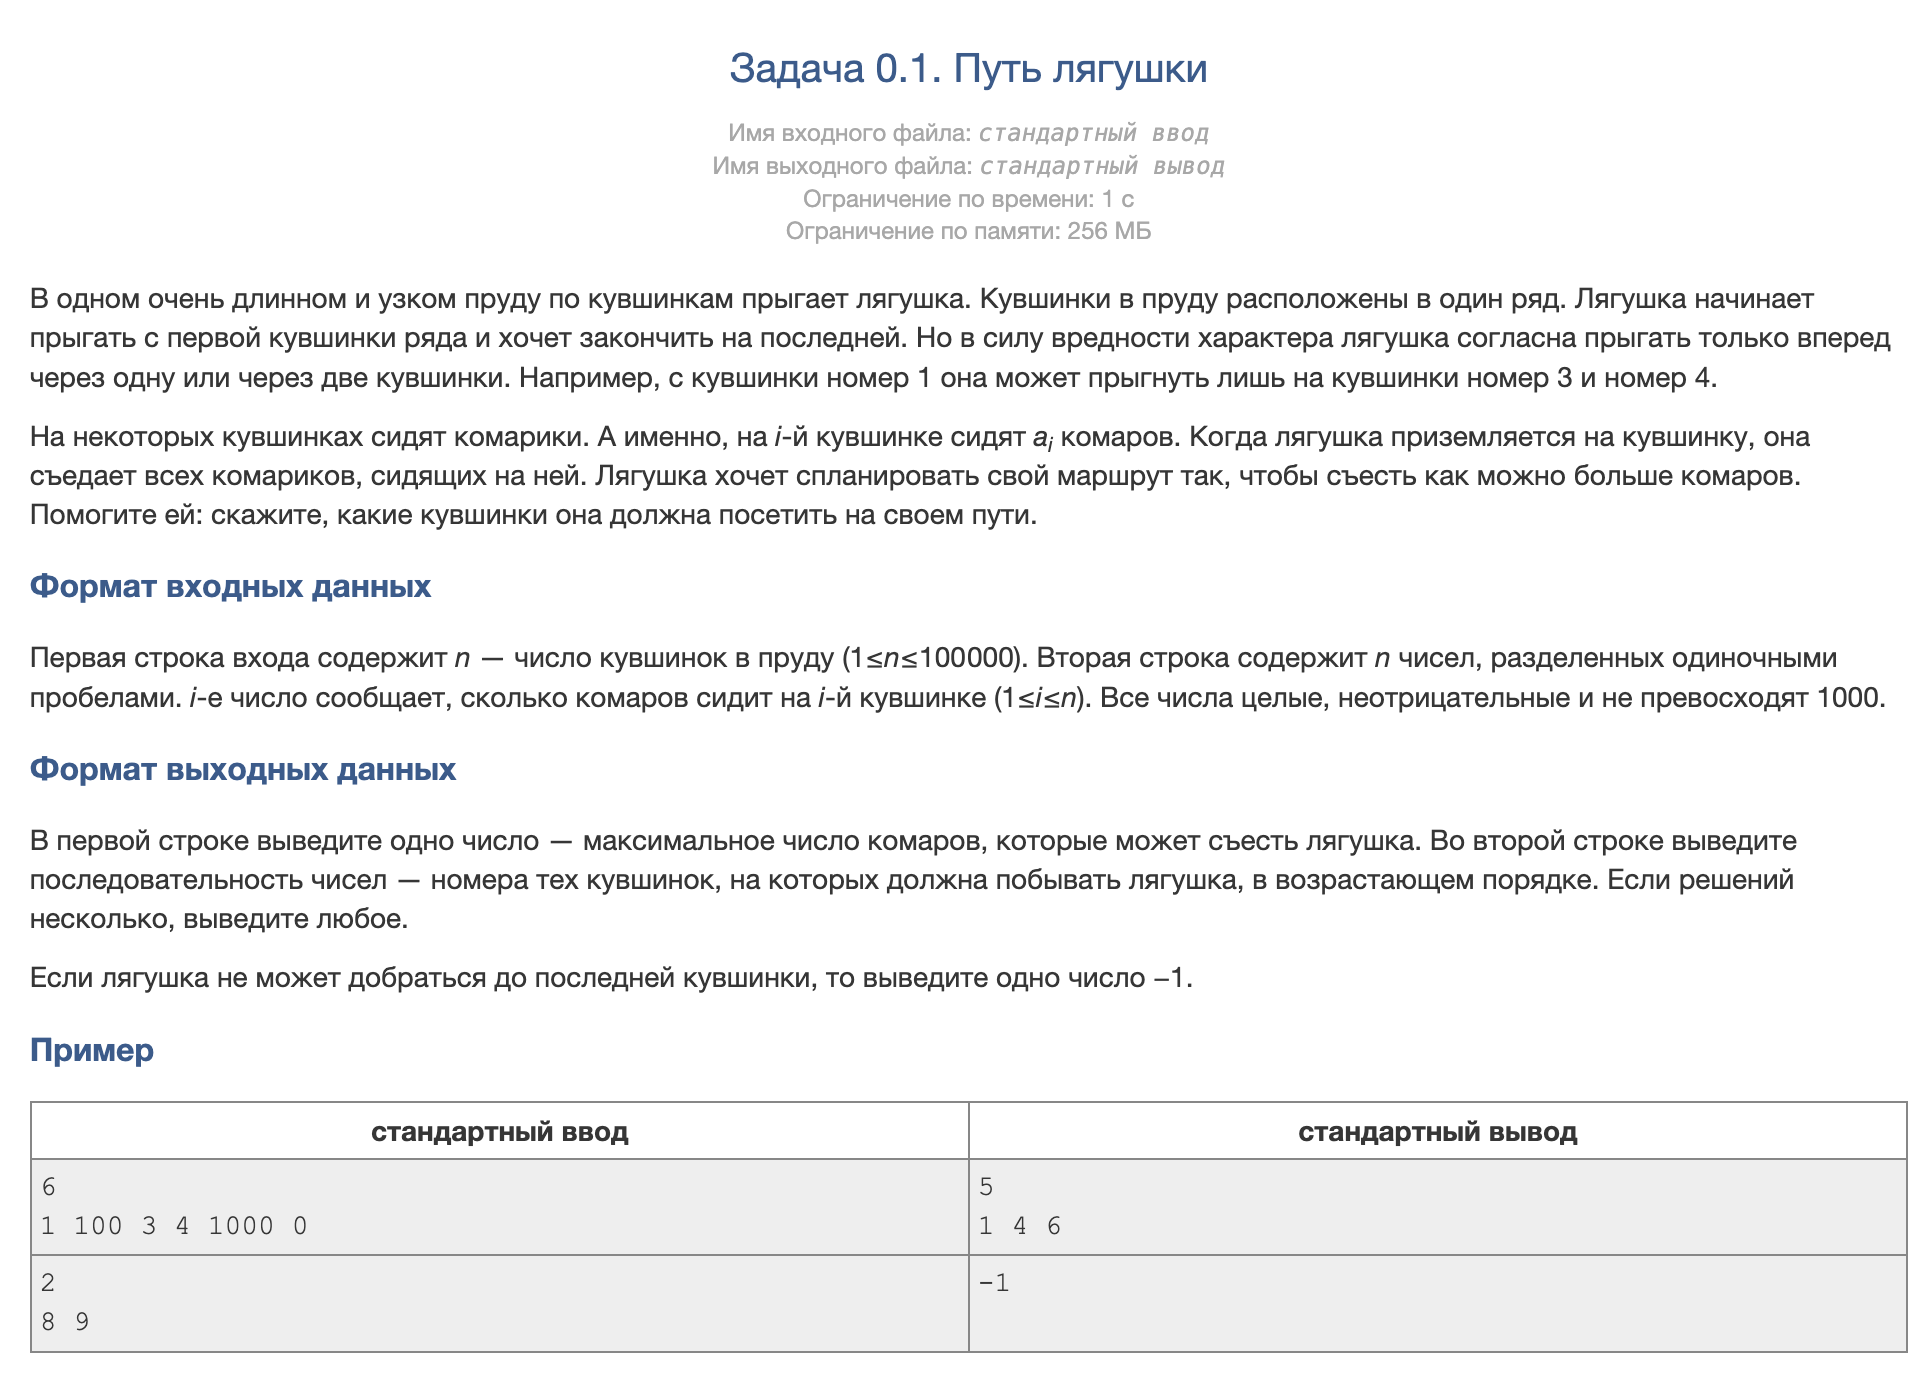 Задача 0.1. Путь лягушки
Имя входного файла: стандартный ввод
Имя выходного файла: стандартный вывод
Ограничение по времени: 1 с
Ограничение по памяти: 256 МБ
В одном очень длинном и узком пруду по кувшинкам прыгает лягушка. Кувшинки в пруду расположены в один ряд. Лягушка начинает
прыгать с первой кувшинки ряда и хочет закончить на последней. Но в силу вредности характера лягушка согласна прыгать только вперед
через одну или через две кувшинки. Например, с кувшинки номер 1 она может прыгнуть лишь на кувшинки номер 3 и номер 4.
На некоторых кувшинках сидят комарики. А именно, на i-й кувшинке сидят aᵢ комаров. Когда лягушка приземляется на кувшинку, она
съедает всех комариков, сидящих на ней. Лягушка хочет спланировать свой маршрут так, чтобы съесть как можно больше комаров.
Помогите ей: скажите, какие кувшинки она должна посетить на своем пути.
Формат входных данных
Первая строка входа содержит n — число кувшинок в пруду (1≤n≤100000). Вторая строка содержит n чисел, разделенных одиночными
пробелами. i-е число сообщает, сколько комаров сидит на i-й кувшинке (1≤i≤n). Все числа целые, неотрицательные и не превосходят 1000.
Формат выходных данных
В первой строке выведите одно число — максимальное число комаров, которые может съесть лягушка. Во второй строке выведите
последовательность чисел — номера тех кувшинок, на которых должна побывать лягушка, в возрастающем порядке. Если решений
несколько, выведите любое.
Если лягушка не может добраться до последней кувшинки, то выведите одно число −1.
Пример
стандартный ввод стандартный вывод
6 5
1 100 3 4 1000 0 1 4 6
2 -1
8 9